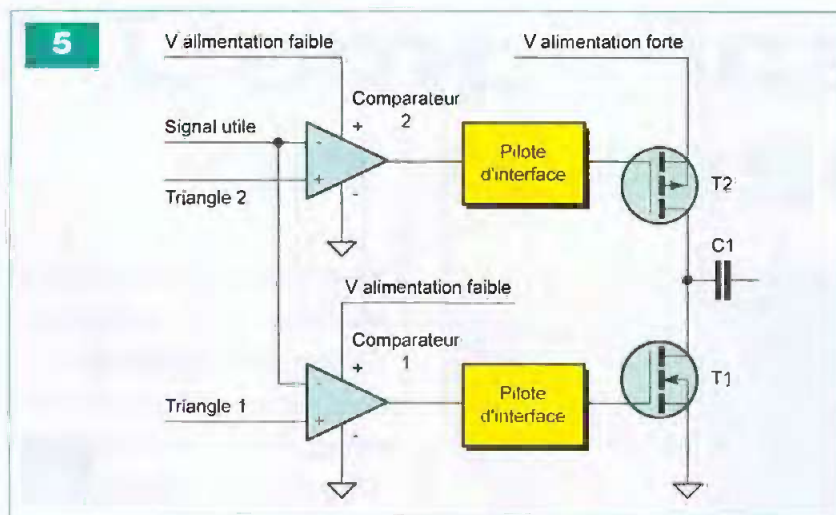 5
V alimentation faible
V alimentation forte
Comparateur
2
Signal utile
Triangle 2
+
-
+
-
Pilote
d'interface
T2
C1
V alimentation faible
Comparateur
1
Triangle 1
+
-
+
-
Pilote
d'interface
T1